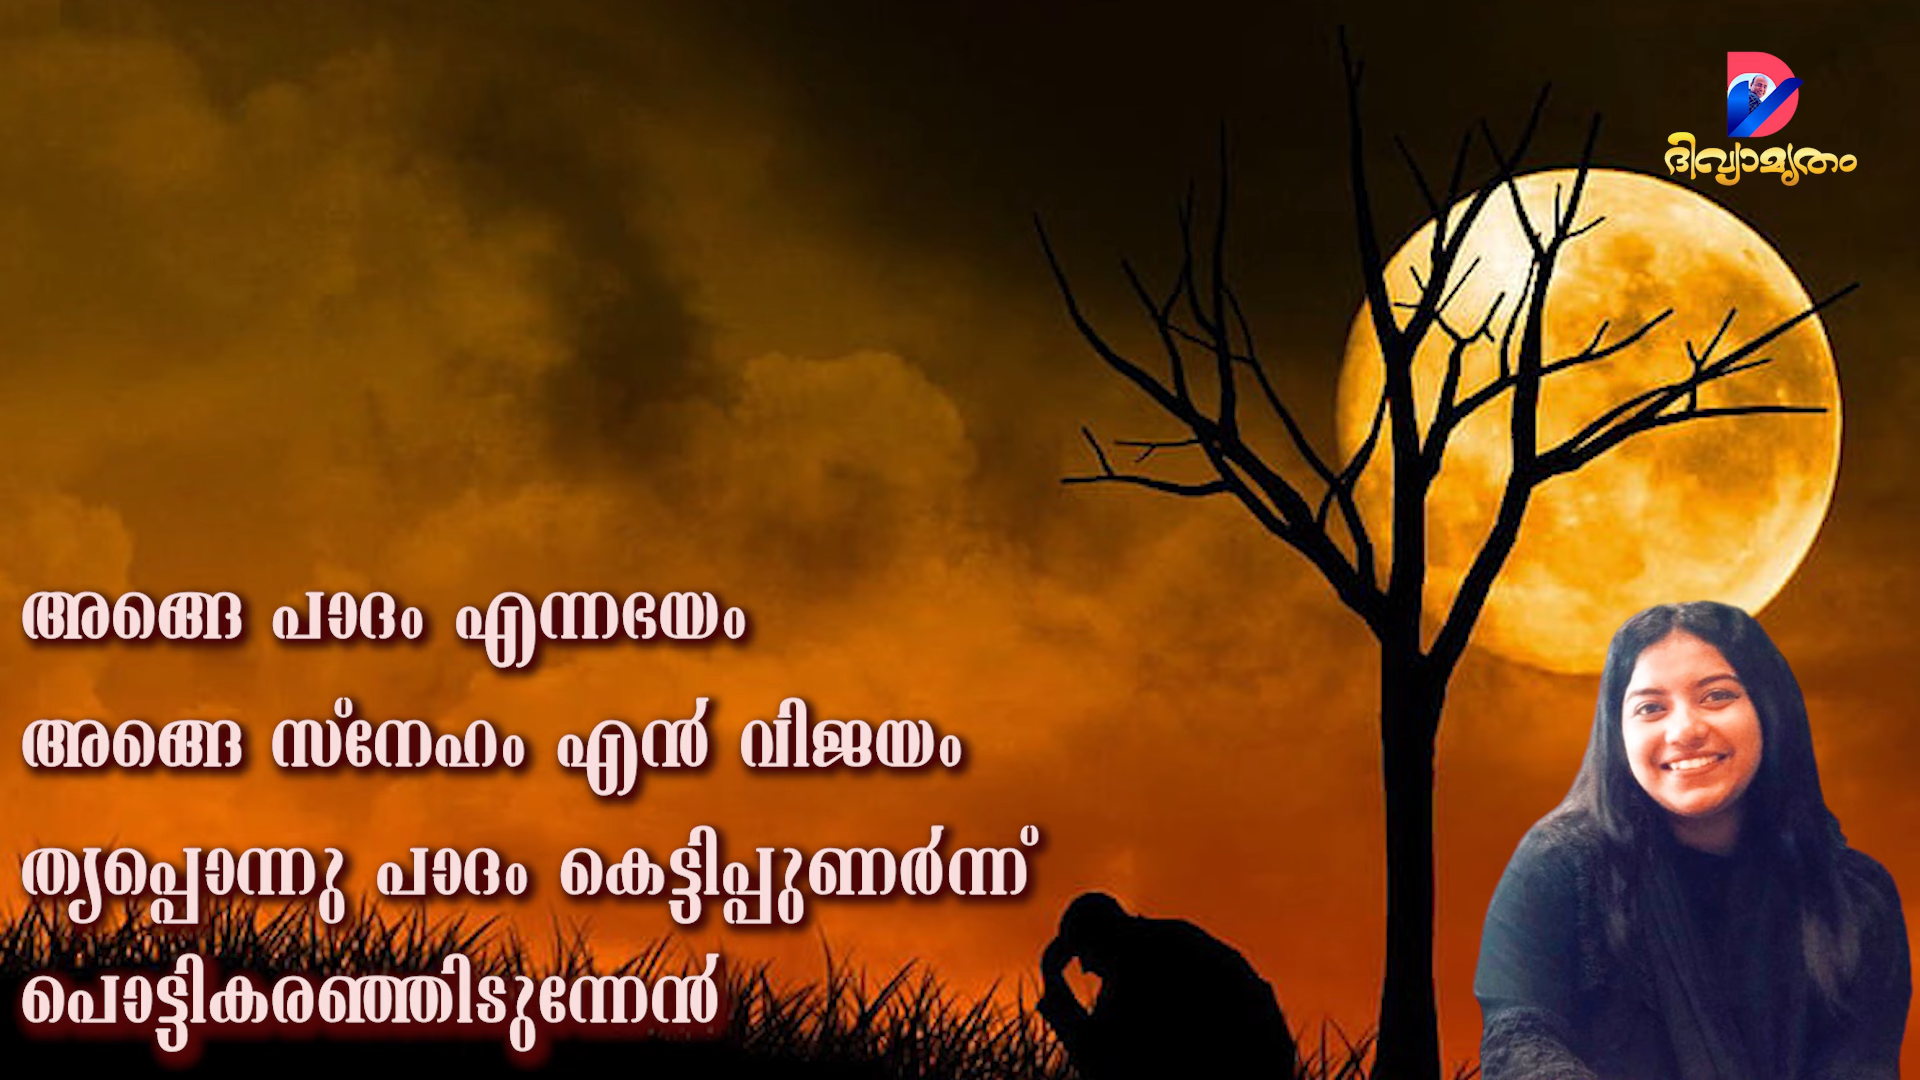 ദിവ്യാമൃതം
അങ്ങെ പാദം എന്നഭയം
അങ്ങെ സ്നേഹം എൻ വിജയം
തൃപ്പൊന്നു പാദം കെട്ടിപ്പുണർന്ന്
പൊട്ടികരഞ്ഞിടുന്നേൻ